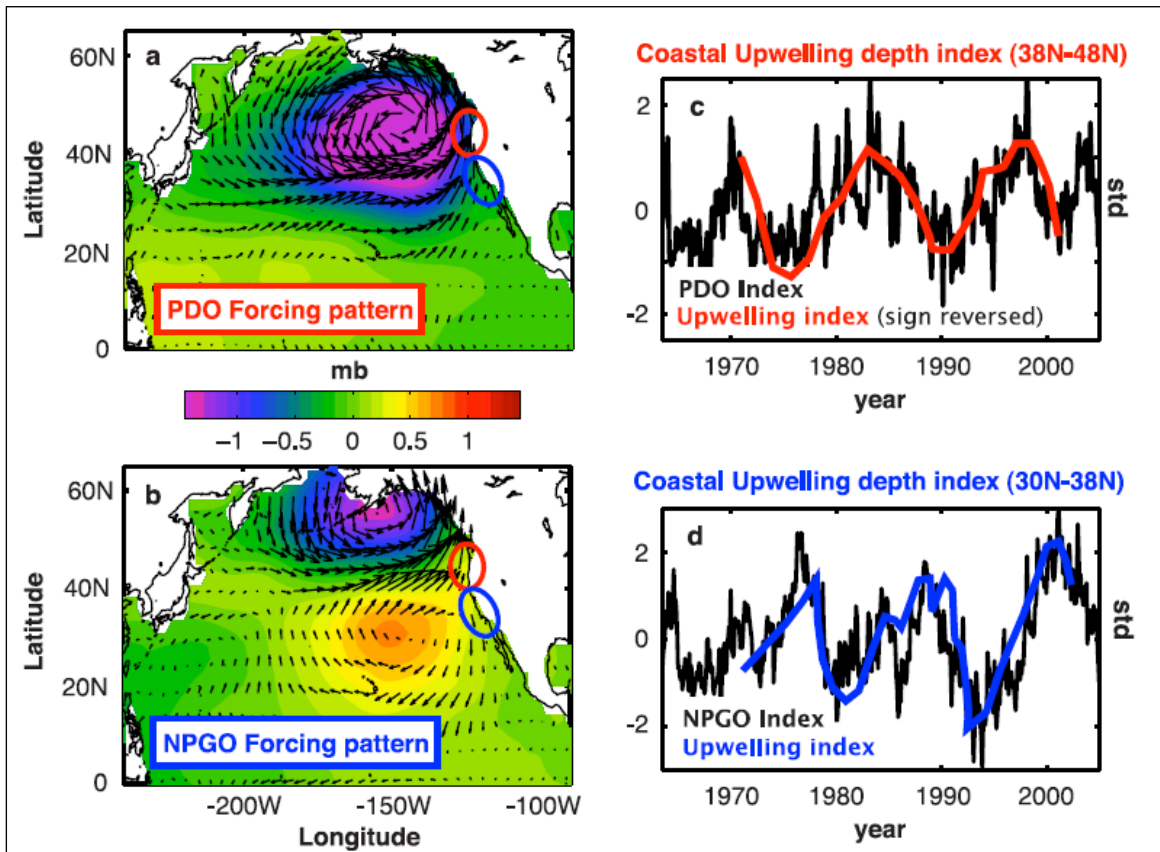 a
60N
40N
20N
0
Latitude
PDO Forcing pattern
mb
−1 −0.5 0 0.5 1
b
60N
40N
20N
0
Latitude
NPGO Forcing pattern
-200W -150W -100W
Longitude
Coastal Upwelling depth index (38N-48N)
c
2
0
-2
std
PDO Index
Upwelling index (sign reversed)
1970 1980 1990 2000
year
Coastal Upwelling depth index (30N-38N)
d
2
0
-2
std
NPGO Index
Upwelling index
1970 1980 1990 2000
year